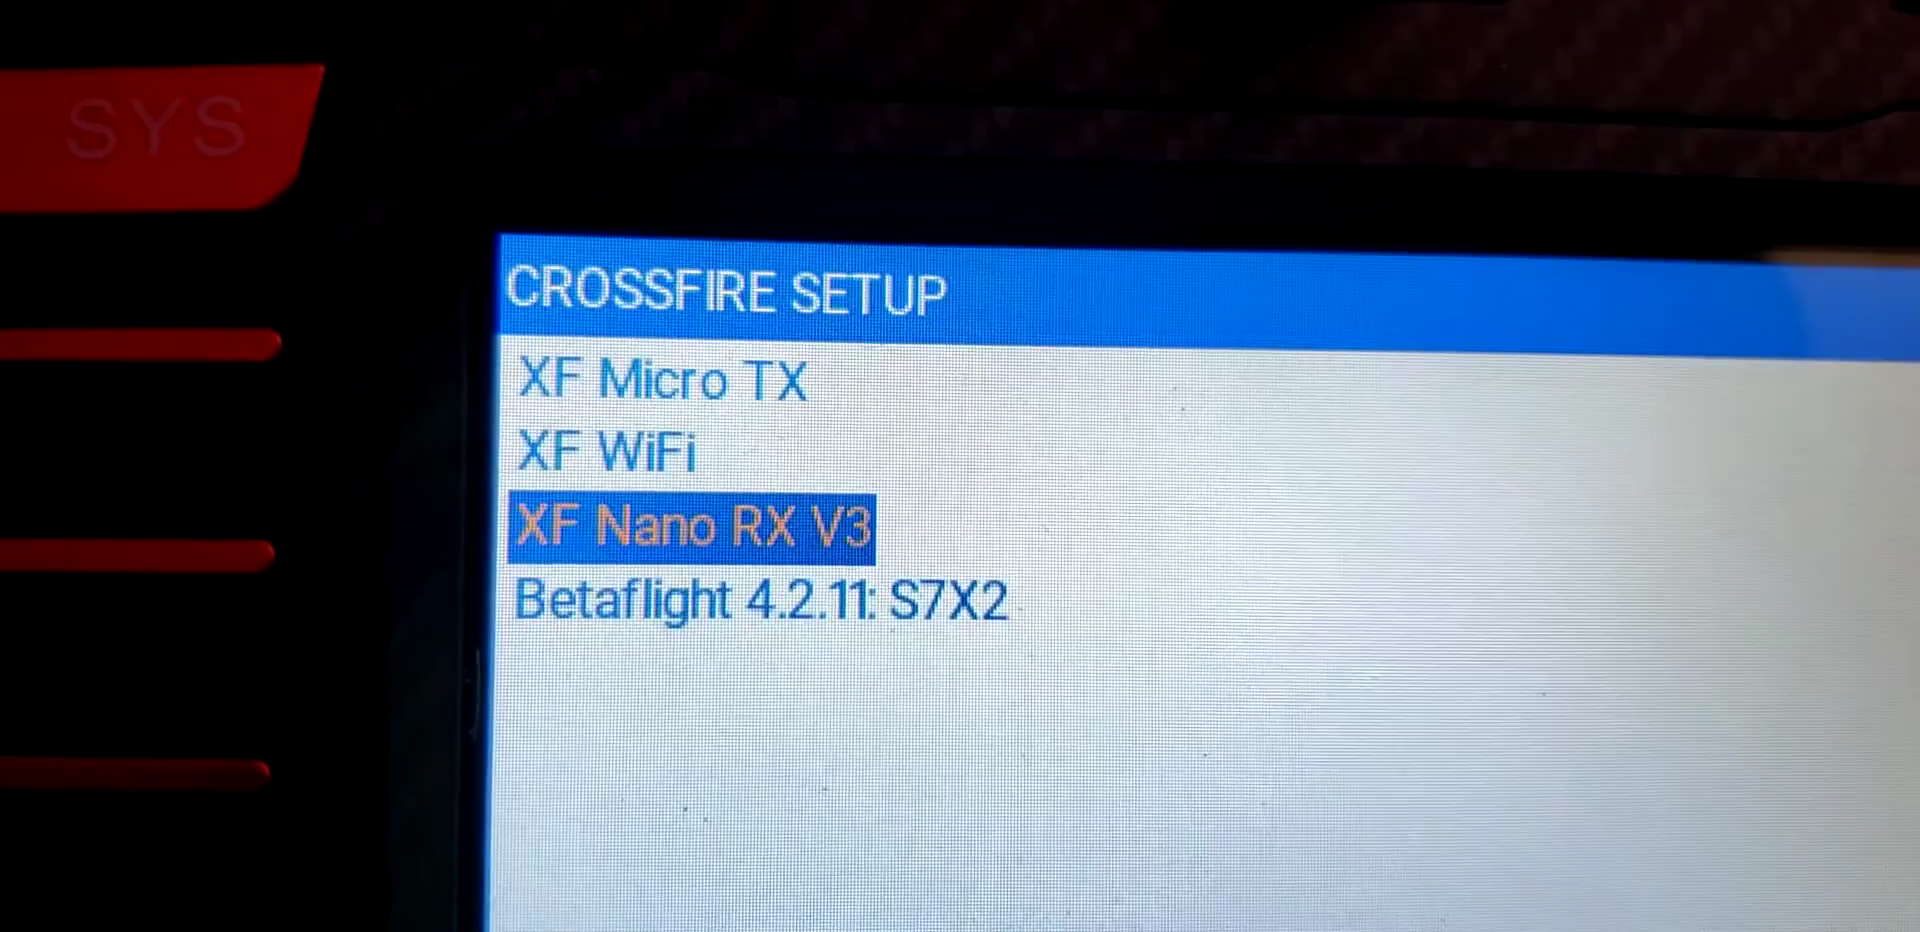 SYS
CROSSFIRE SETUP
XF Micro TX
XF WiFi
XF Nano RX V3
Betaflight 4.2.11: S7X2